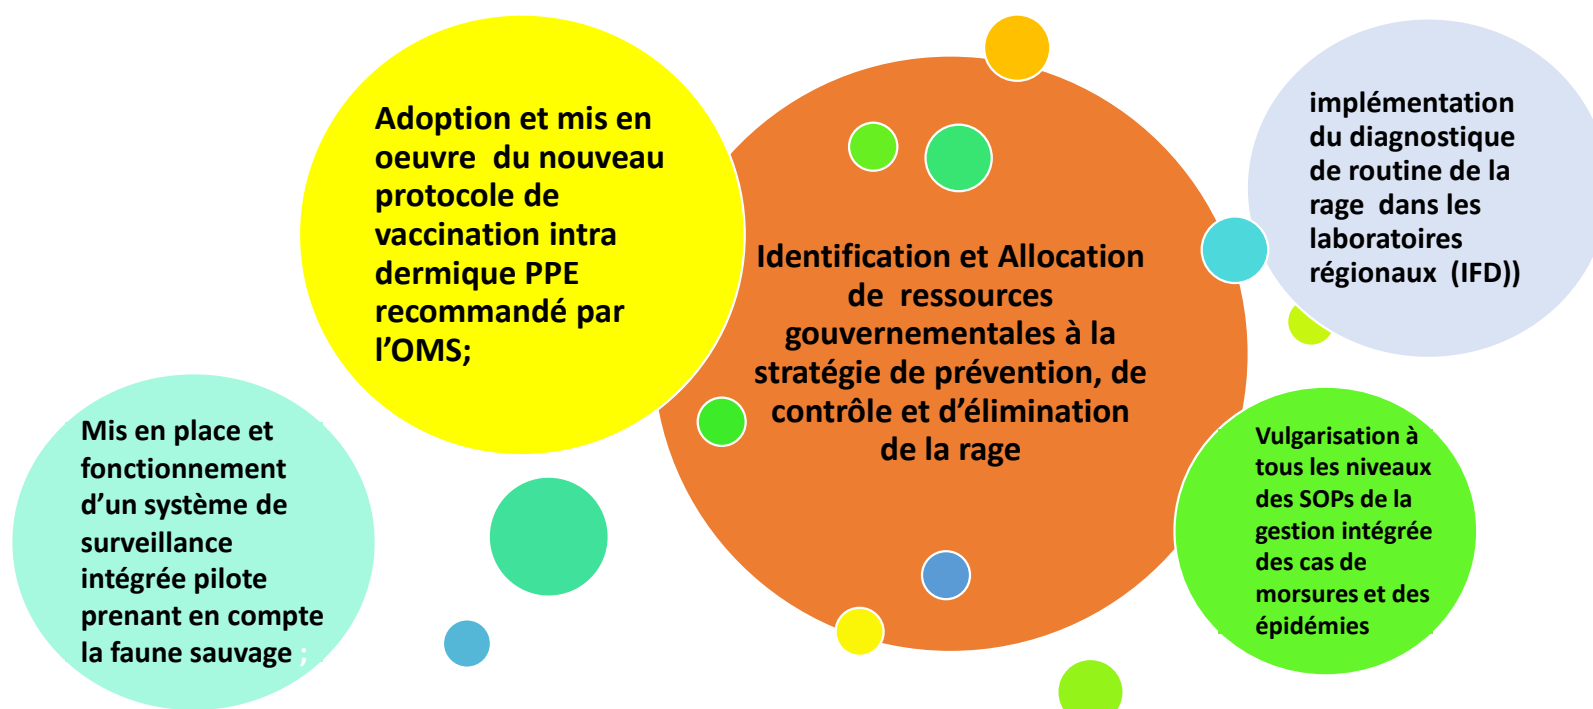 Adoption et mis en
oeuvre du nouveau
protocole de
vaccination intra
dermique PPE
recommandé par
l'OMS;
Identification et Allocation
de ressources
gouvernementales à la
stratégie de prévention, de
contrôle et d'élimination
de la rage
implémentation
du diagnostique
de routine de la
rage dans les
laboratoires
régionaux (IFD))
Mis en place et
fonctionnement
d'un système de
surveillance
intégrée pilote
prenant en compte
la faune sauvage ;
Vulgarisation à
tous les niveaux
des SOPs de la
gestion intégrée
des cas de
morsures et des
épidémies